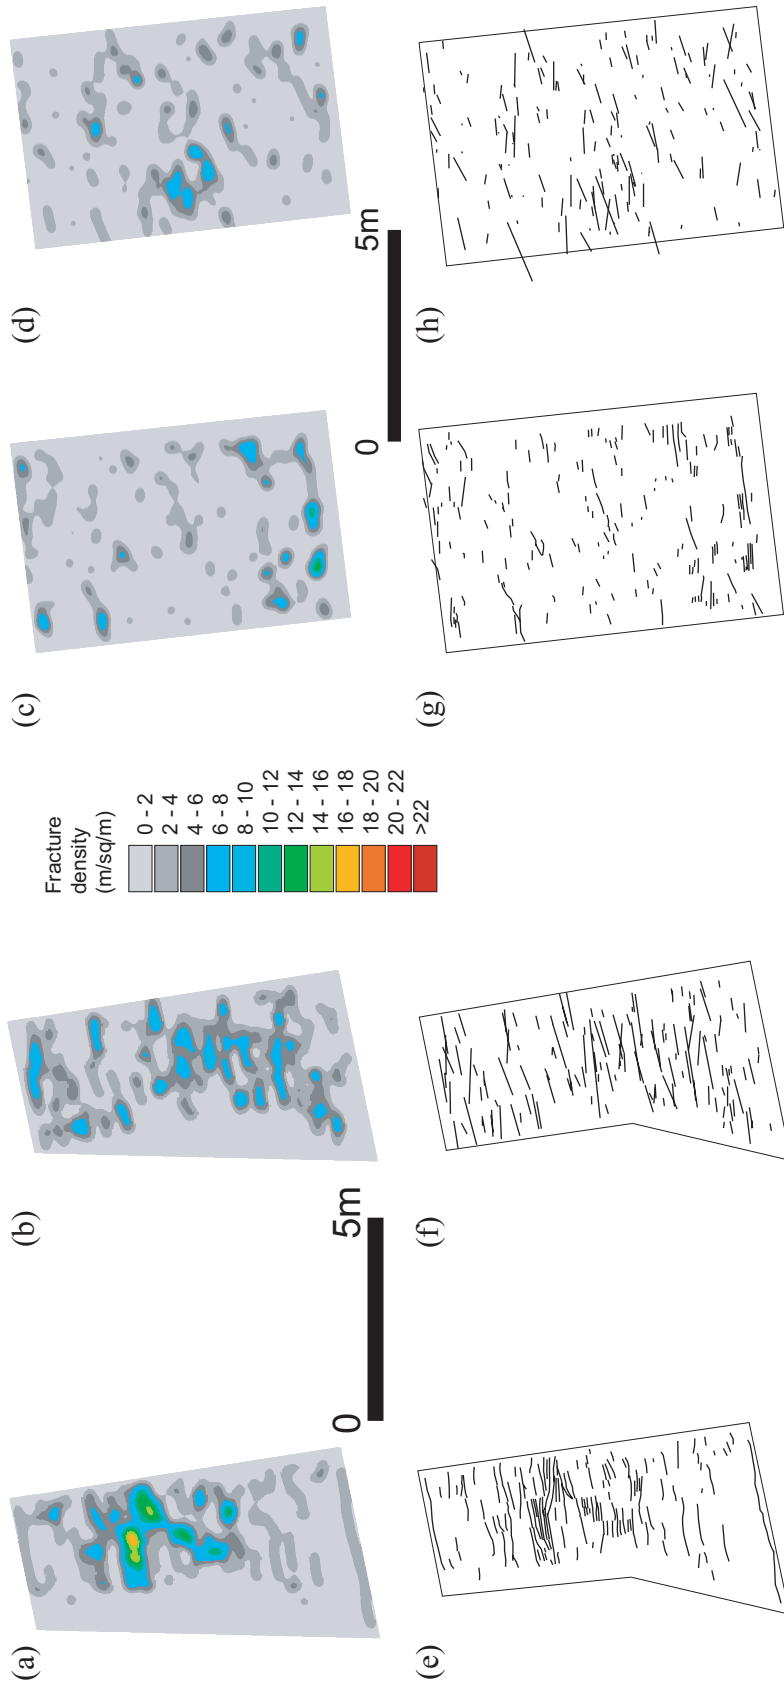 (a)
(b)
(c)
(d)
Fracture
density
(m/sq/m)
0 - 2
2 - 4
4 - 6
6 - 8
8 - 10
10 - 12
12 - 14
14 - 16
16 - 18
18 - 20
20 - 22
>22
0 5m
0 5m
(e)
(f)
(g)
(h)